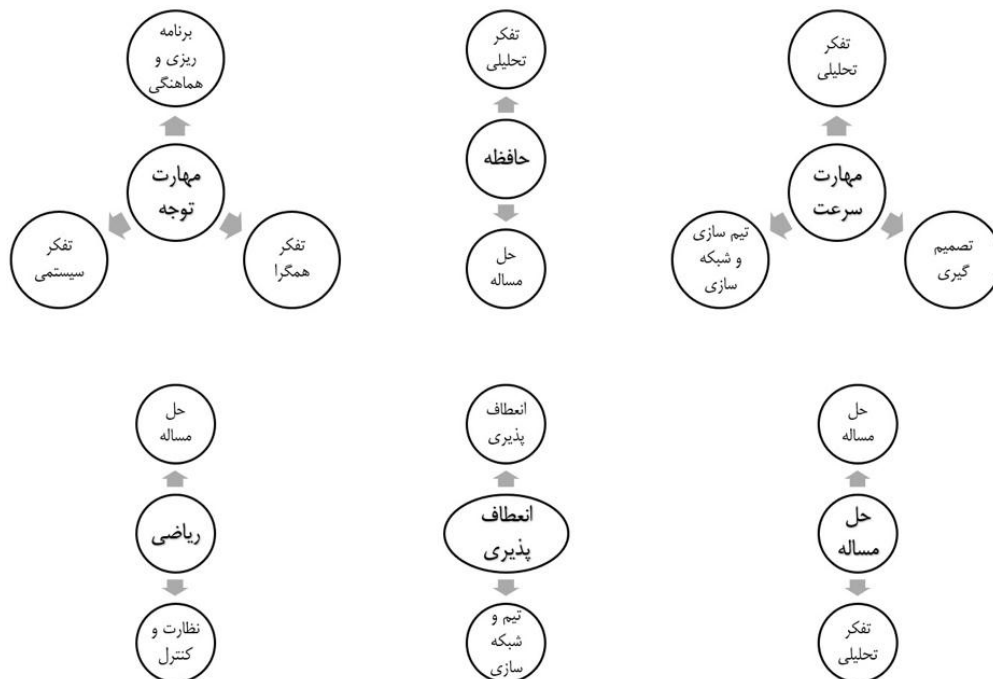 تفکر
تحلیلی
مهارت
سرعت
تصمیم
گیری
تیم سازی
و شبکه
سازی
تفکر
تحلیلی
حافظه
حل
مساله
برنامه
ریزی و
هماهنگی
مهارت
توجه
تفکر
همگرا
تفکر
سیستمی
حل
مساله
حل
مساله
تفکر
تحلیلی
انعطاف
پذیری
انعطاف
پذیری
تیم و
شبکه
سازی
حل
مساله
ریاضی
نظارت و
کنترل